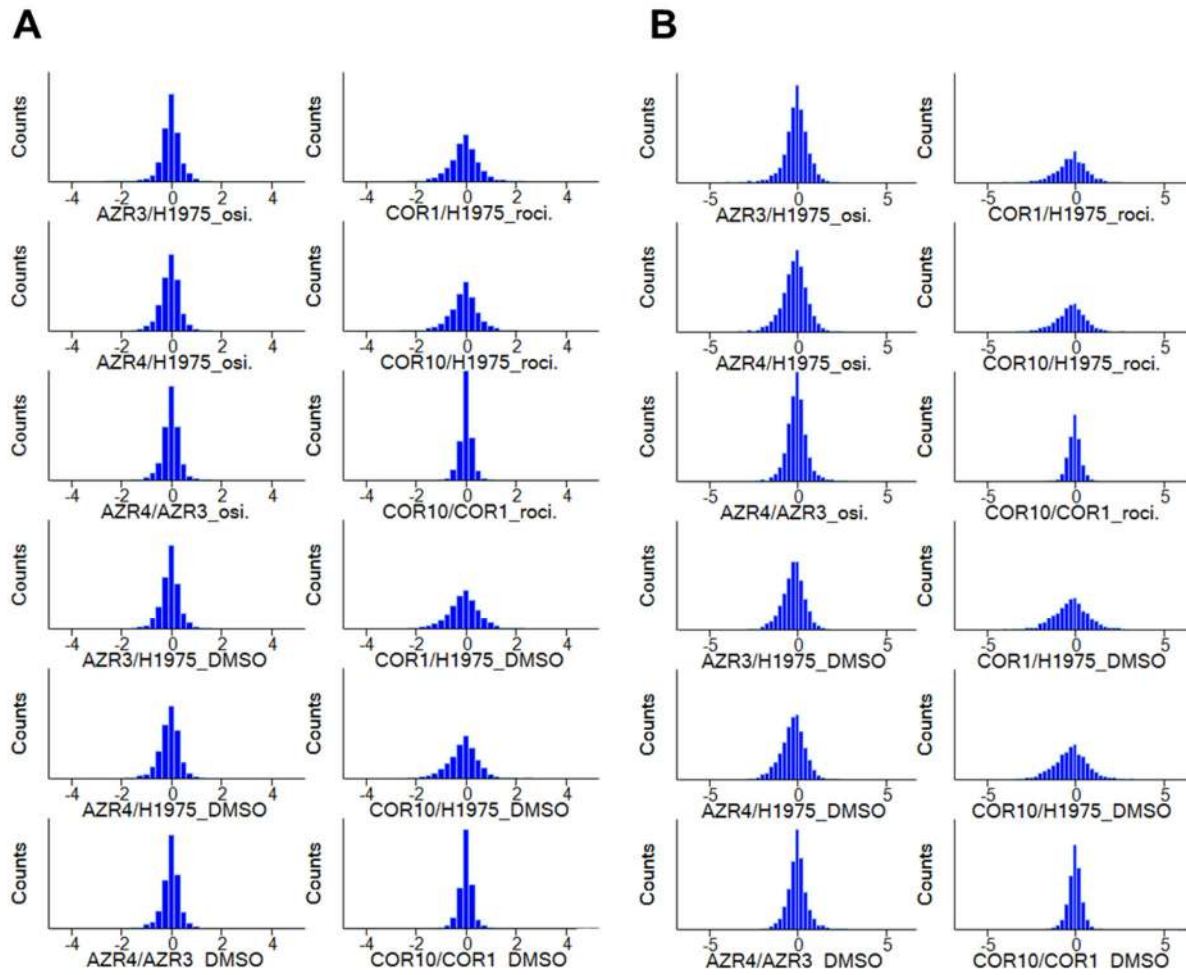 A B
Counts Counts Counts Counts
-4 -2 0 2 4 -4 -2 0 2 4 -5 0 5 -5 0 5
AZR3/H1975_osi. COR1/H1975_roci. AZR3/H1975_osi. COR1/H1975_roci.
Counts Counts Counts Counts
-4 -2 0 2 4 -4 -2 0 2 4 -5 0 5 -5 0 5
AZR4/H1975_osi. COR10/H1975_roci. AZR4/H1975_osi. COR10/H1975_roci.
Counts Counts Counts Counts
-4 -2 0 2 4 -4 -2 0 2 4 -5 0 5 -5 0 5
AZR4/AZR3_osi. COR10/COR1_roci. AZR4/AZR3_osi. COR10/COR1_roci.
Counts Counts Counts Counts
-4 -2 0 2 4 -4 -2 0 2 4 -5 0 5 -5 0 5
AZR3/H1975_DMSO COR1/H1975_DMSO AZR3/H1975_DMSO COR1/H1975_DMSO
Counts Counts Counts Counts
-4 -2 0 2 4 -4 -2 0 2 4 -5 0 5 -5 0 5
AZR4/H1975_DMSO COR10/H1975_DMSO AZR4/H1975_DMSO COR10/H1975_DMSO
Counts Counts Counts Counts
-4 -2 0 2 4 -4 -2 0 2 4 -5 0 5 -5 0 5
AZR4/AZR3_DMSO COR10/COR1_DMSO AZR4/AZR3_DMSO COR10/COR1_DMSO